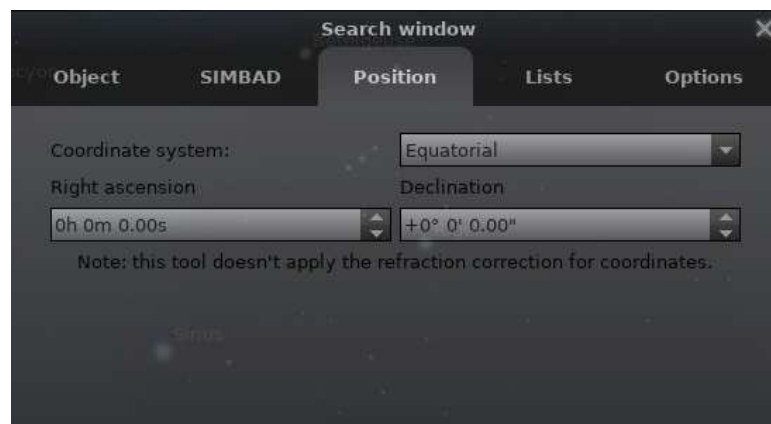 Search window
Object SIMBAD Position Lists Options
Coordinate system: Equatorial
Right ascension Declination
0h 0m 0.00s +0° 0' 0.00"
Note: this tool doesn't apply the refraction correction for coordinates.
Sirius